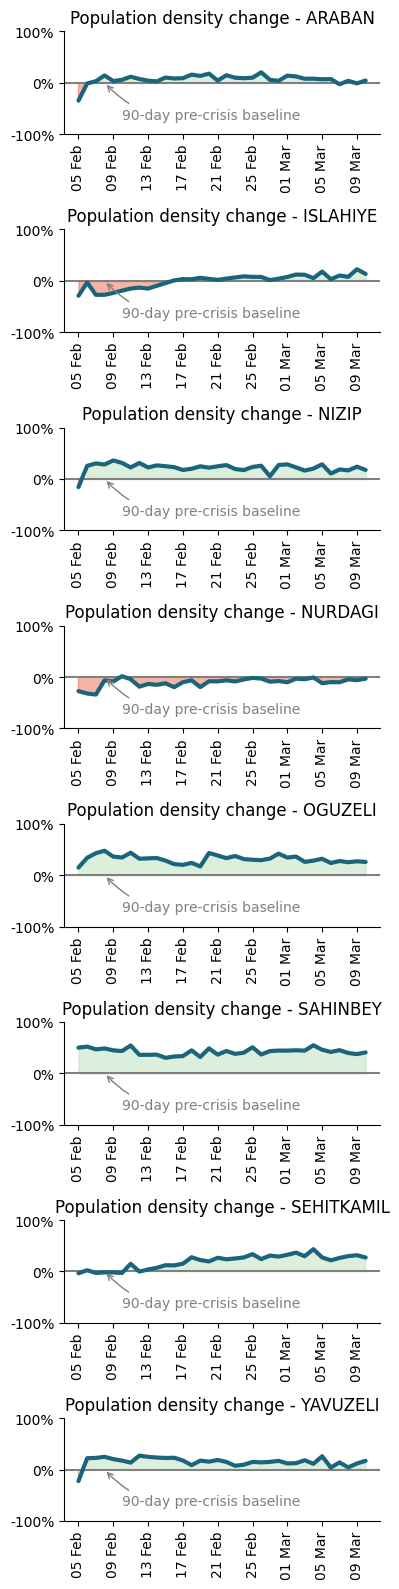 Population density change - ARABAN
100%
0%
-100%
90-day pre-crisis baseline
05 Feb
09 Feb
13 Feb
17 Feb
21 Feb
25 Feb
01 Mar
05 Mar
09 Mar
Population density change - ISLAHIYE
100%
0%
-100%
90-day pre-crisis baseline
05 Feb
09 Feb
13 Feb
17 Feb
21 Feb
25 Feb
01 Mar
05 Mar
09 Mar
Population density change - NIZIP
100%
0%
-100%
90-day pre-crisis baseline
05 Feb
09 Feb
13 Feb
17 Feb
21 Feb
25 Feb
01 Mar
05 Mar
09 Mar
Population density change - NURDAGI
100%
0%
-100%
90-day pre-crisis baseline
05 Feb
09 Feb
13 Feb
17 Feb
21 Feb
25 Feb
01 Mar
05 Mar
09 Mar
Population density change - OGUZELI
100%
0%
-100%
90-day pre-crisis baseline
05 Feb
09 Feb
13 Feb
17 Feb
21 Feb
25 Feb
01 Mar
05 Mar
09 Mar
Population density change - SAHINBEY
100%
0%
-100%
90-day pre-crisis baseline
05 Feb
09 Feb
13 Feb
17 Feb
21 Feb
25 Feb
01 Mar
05 Mar
09 Mar
Population density change - SEHITKAMIL
100%
0%
-100%
90-day pre-crisis baseline
05 Feb
09 Feb
13 Feb
17 Feb
21 Feb
25 Feb
01 Mar
05 Mar
09 Mar
Population density change - YAVUZELI
100%
0%
-100%
90-day pre-crisis baseline
05 Feb
09 Feb
13 Feb
17 Feb
21 Feb
25 Feb
01 Mar
05 Mar
09 Mar